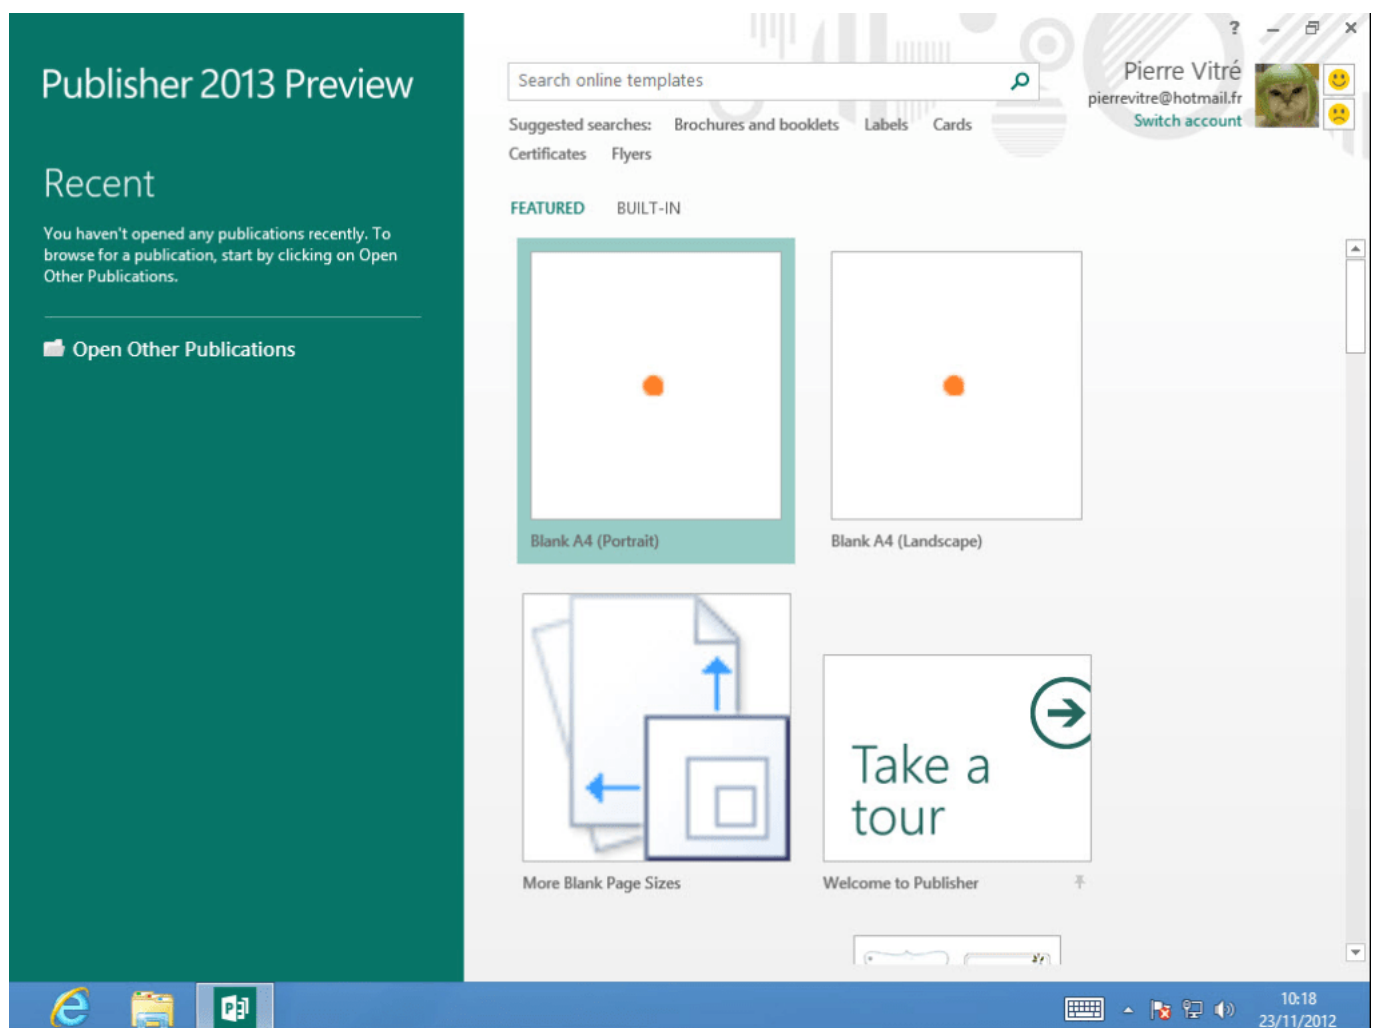 Publisher 2013 Preview
Recent
You haven't opened any publications recently. To
browse for a publication, start by clicking on Open
Other Publications.
Open Other Publications
?
Search online templates
Pierre Vitré
pierrevitre@hotmail.fr
Switch account
Suggested searches: Brochures and booklets Labels Cards
Certificates Flyers
FEATURED BUILT-IN
Blank A4 (Portrait) Blank A4 (Landscape)
Take a
tour
More Blank Page Sizes Welcome to Publisher
P
10:18
23/11/2012